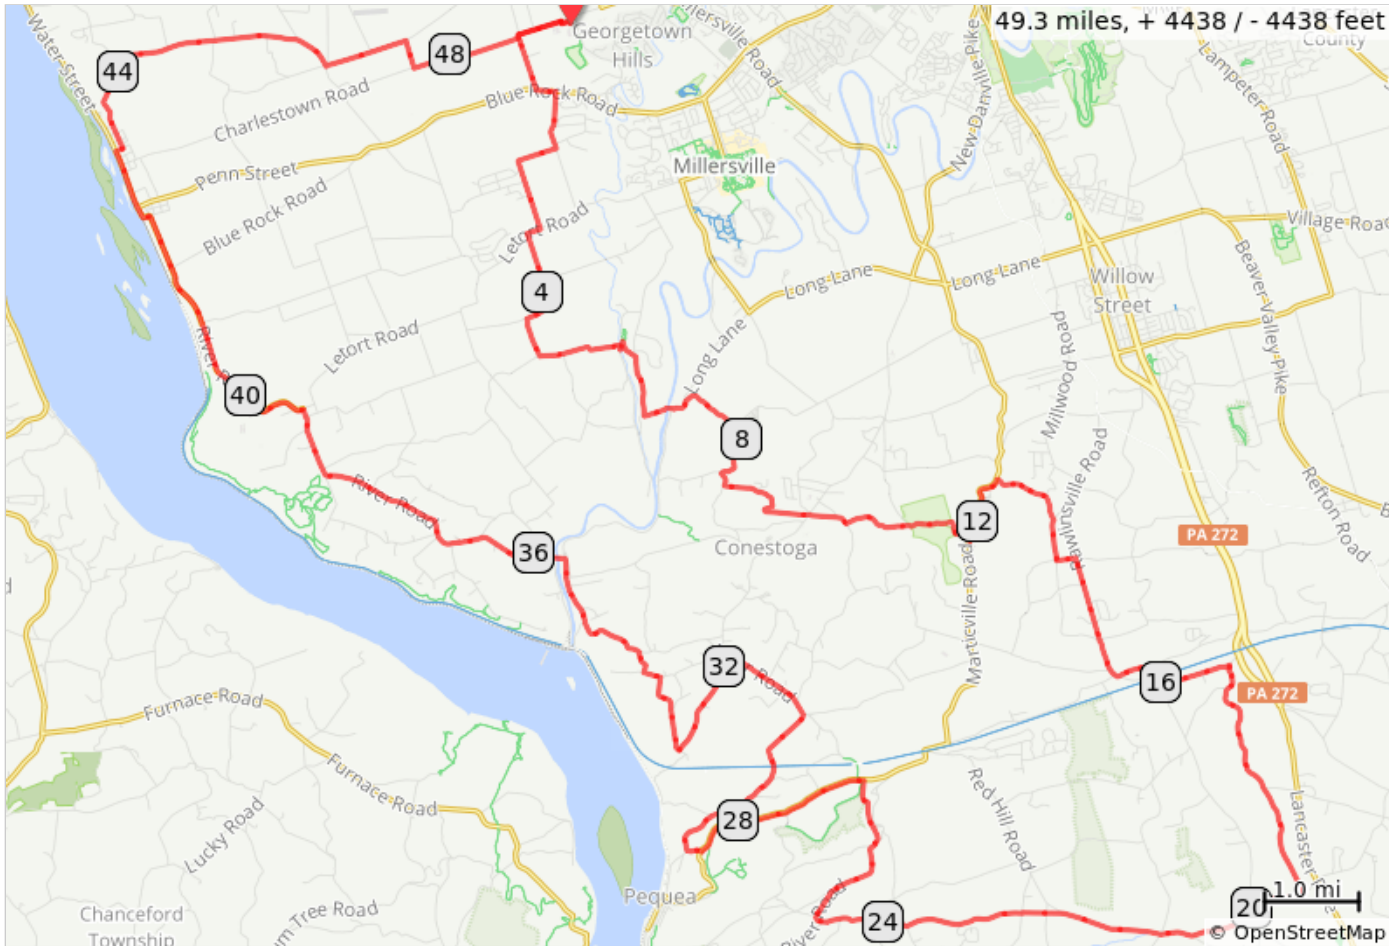 49.3 miles, + 4438 / - 4438 feet
County
Georgetown
Hills
Millersville Road
Water Street
44
48
Charlestown Road
Blue Rock Road
New Danville Pike
Lampeter Road
Penn Street
Millersville
Blue Rock Road
Letort Road
Village Road
4
Long Lane
Long Lane
Willow
Street
Beaver Valley Pike
Letort Road
Long Lane
Millwood Road
40
8
Rawlinsville Road
Refton Road
River Road
12
PA 272
36
Conestoga
Marticville Road
32
Road
16
PA 272
Furnace Road
Furnace Road
28
Red Hill Road
Lancaster
Lucky Road
Pequea
River Road
24
20
1.0 mi
Chanceford
Township
Tree Road
© OpenStreetMap